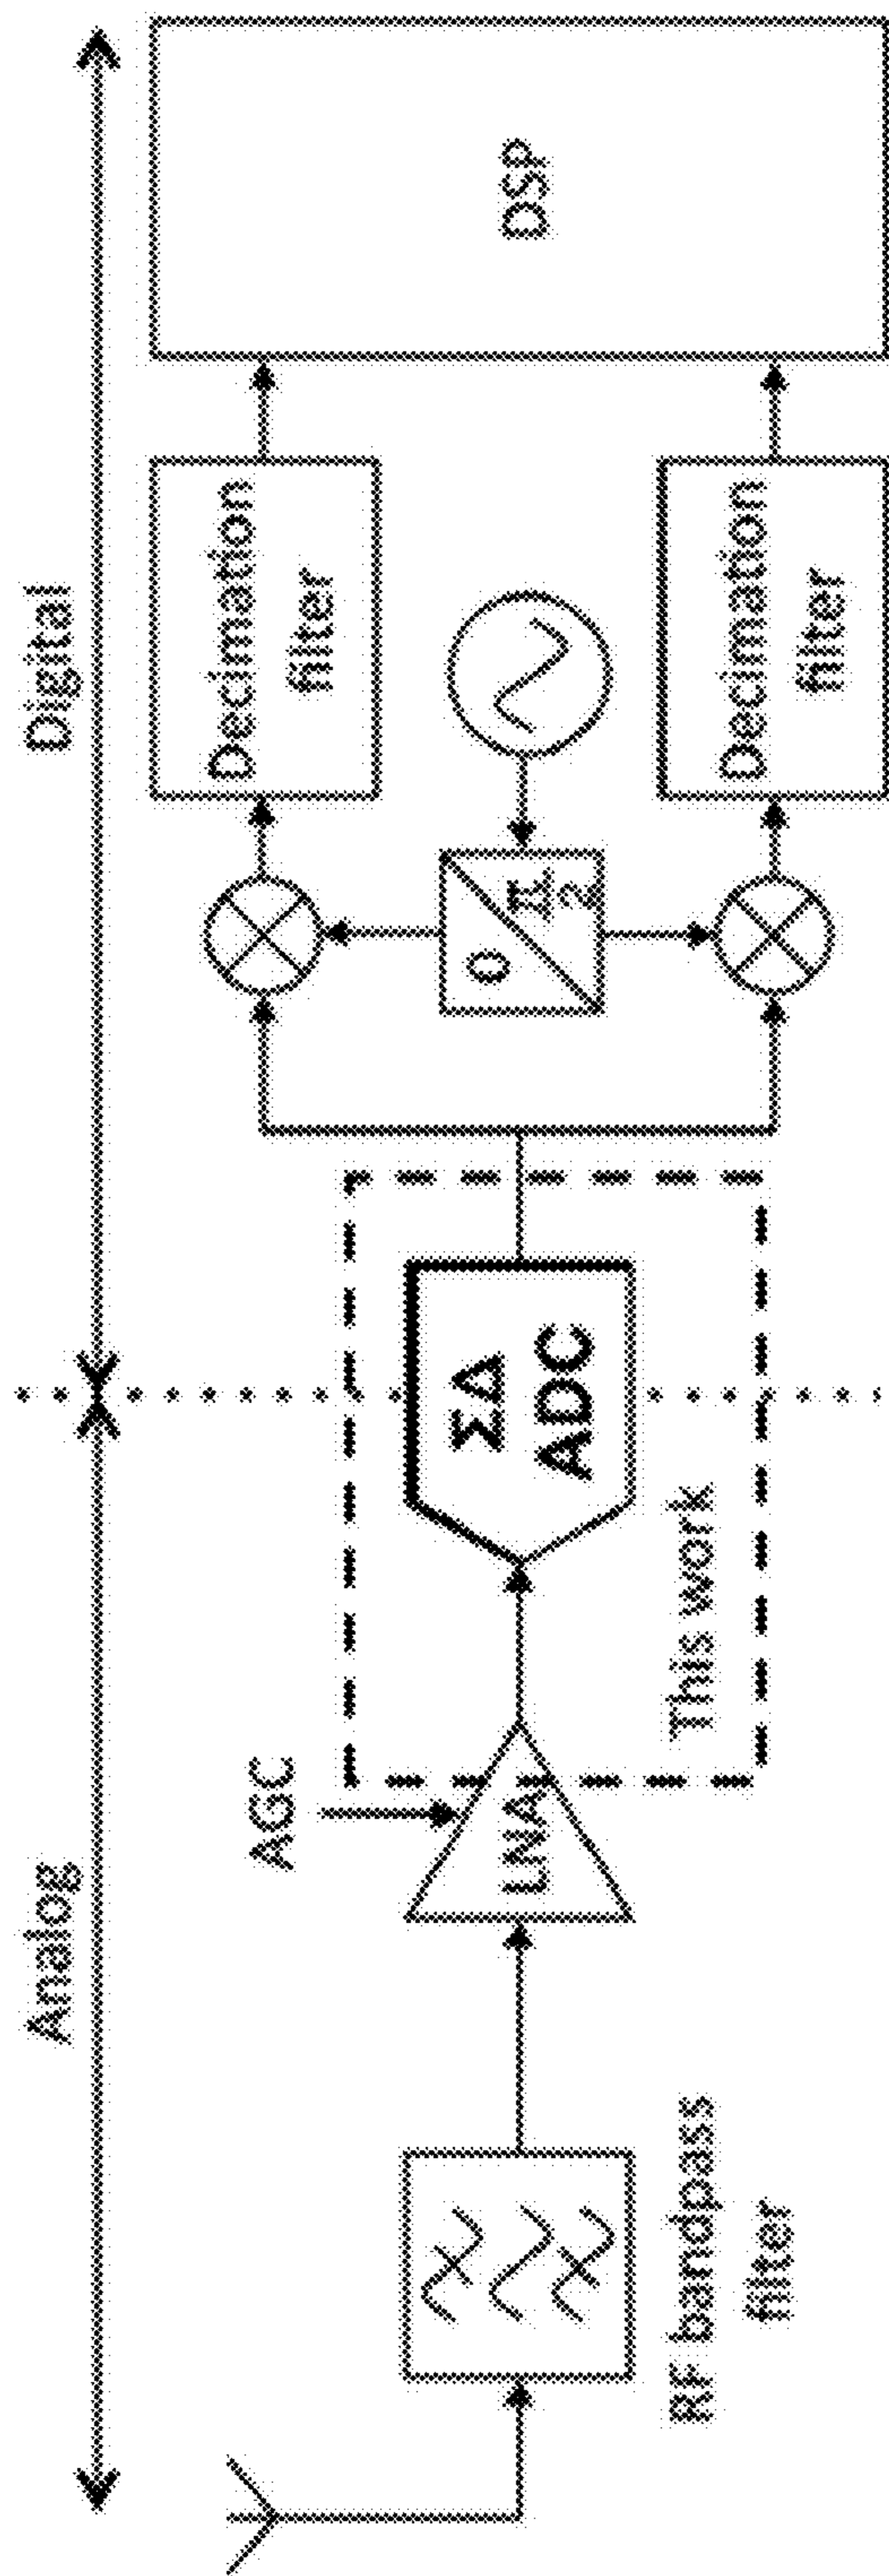 Analog
Digital
AGC
RF bandpass
filter
LNA
ΣΔ
ADC
This work
0
π
2
Decimation
filter
Decimation
filter
DSP